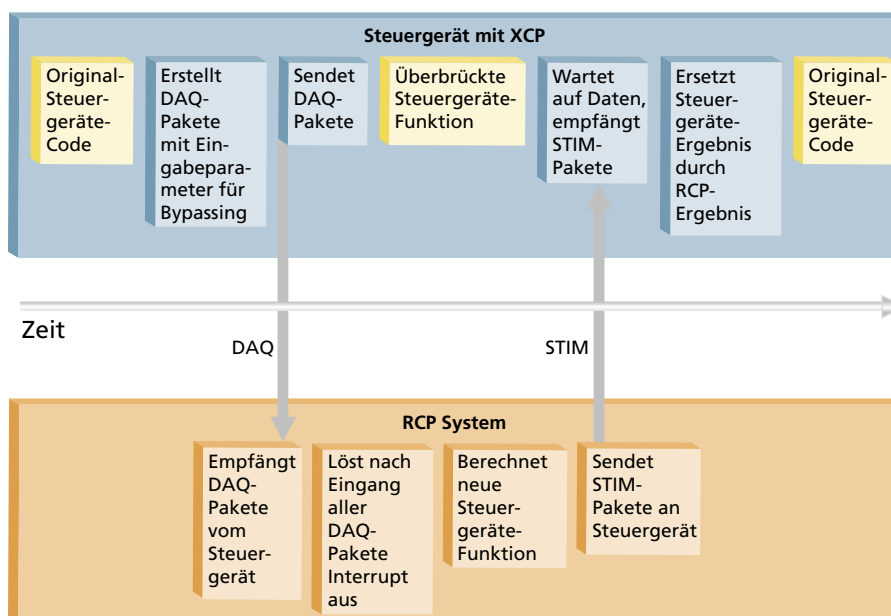 Steuergerät mit XCP
Original-
Steuer-
geräte-
Code
Erstellt
DAQ-
Pakete
mit Ein-
gabepara-
meter für
Bypassing
Sendet
DAQ-
Pakete
Überbrückte
Steuergeräte-
Funktion
Wartet
auf Daten,
empfängt
STIM-
Pakete
Ersetzt
Steuer-
geräte-
Ergebnis
durch
RCP-
Ergebnis
Original-
Steuer-
geräte-
Code
Zeit
DAQ
STIM
RCP System
Empfängt
DAQ-
Pakete
vom
Steuer-
gerät
Löst nach
Eingang
aller
DAQ-
Pakete
Interrupt
aus
Berechnet
neue
Steuer-
geräte-
Funktion
Sendet
STIM-
Pakete an
Steuergerät